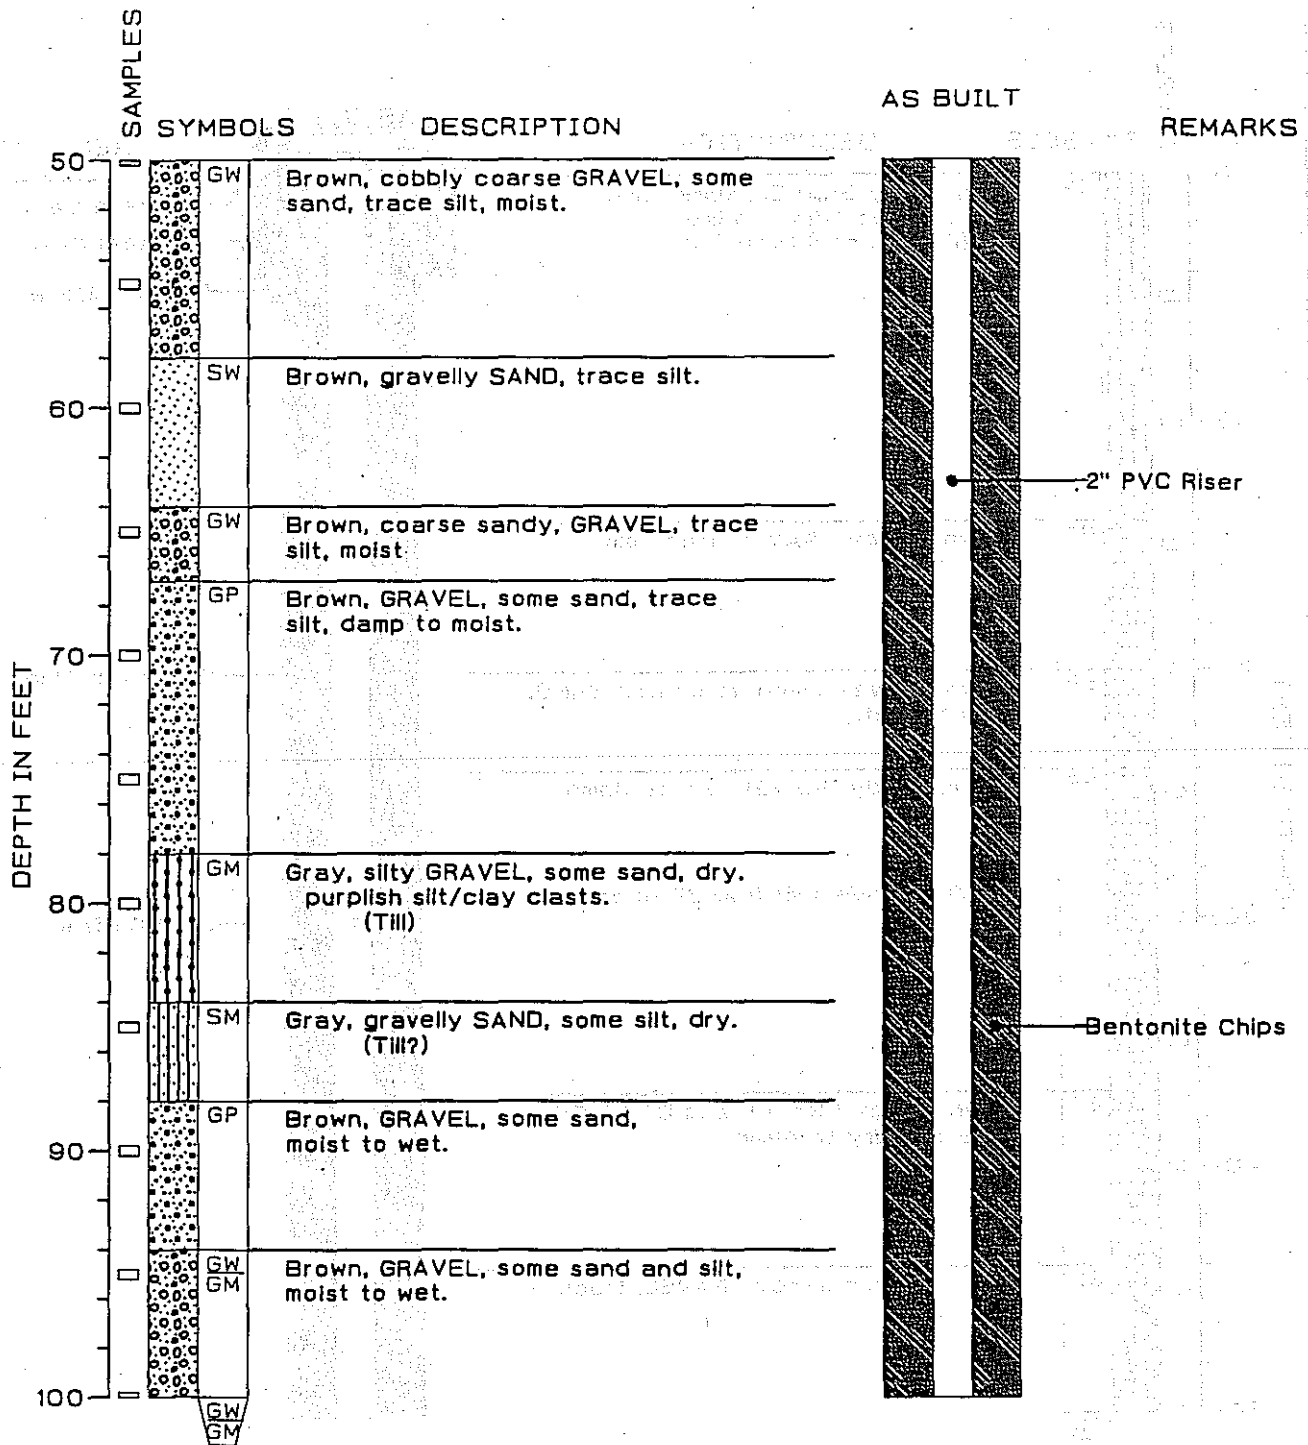 SAMPLES
SYMBOLS
DESCRIPTION
AS BUILT
REMARKS
DEPTH IN FEET
50
GW
Brown, cobbly coarse GRAVEL, some
sand, trace silt, moist.
SW
Brown, gravelly SAND, trace silt.
60
2" PVC Riser
GW
Brown, coarse sandy, GRAVEL, trace
silt, moist
GP
Brown, GRAVEL, some sand, trace
silt, damp to moist.
70
GM
Gray, silty GRAVEL, some sand, dry.
purplish silt/clay clasts.
(Till)
80
SM
Gray, gravelly SAND, some silt, dry.
(Till?)
Bentonite Chips
GP
Brown, GRAVEL, some sand,
moist to wet.
90
GW
GM
Brown, GRAVEL, some sand and silt,
moist to wet.
100
GW
GM